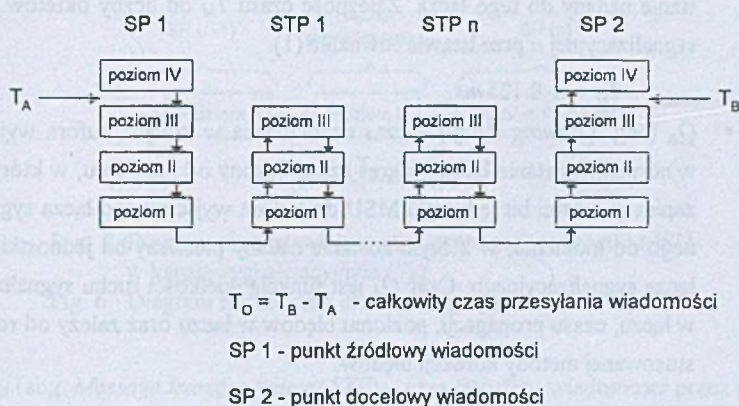 SP 1 STP 1 STP n SP 2
poziom IV poziom IV
T_A T_B
poziom III poziom III poziom III poziom III
poziom II poziom II poziom II poziom II
poziom I poziom I poziom I poziom I
T_O = T_B - T_A - całkowity czas przesyłania wiadomości
SP 1 - punkt źródłowy wiadomości
SP 2 - punkt docelowy wiadomości